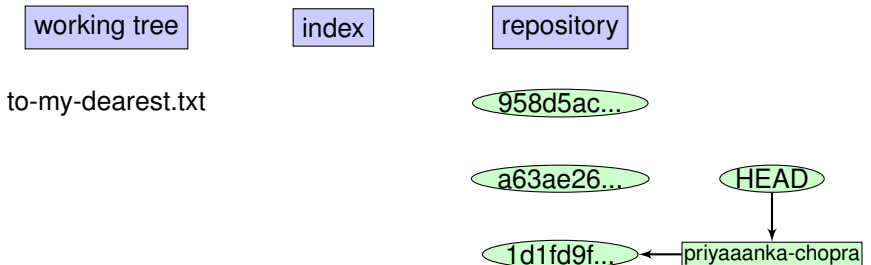 working tree index repository
to-my-dearest.txt 958d5ac...
a63ae26... HEAD
1d1fd9f... priyaaanka-chopra